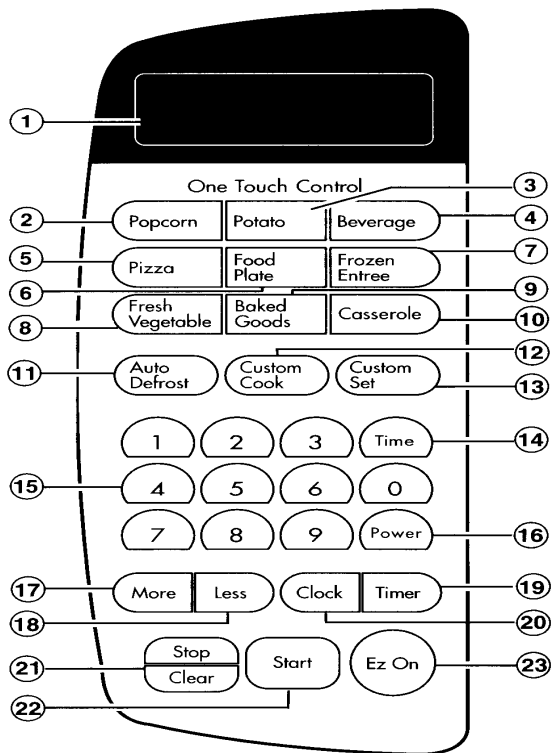 1
One Touch Control
3
2
Popcorn
Potato
Beverage
4
5
Pizza
Food
Plate
Frozen
Entree
7
6
9
8
Fresh
Vegetable
Baked
Goods
Casserole
10
12
11
Auto
Defrost
Custom
Cook
Custom
Set
13
1
2
3
Time
14
15
4
5
6
0
7
8
9
Power
16
17
More
Less
Clock
Timer
19
18
20
21
Stop
Clear
Start
Ez On
23
22